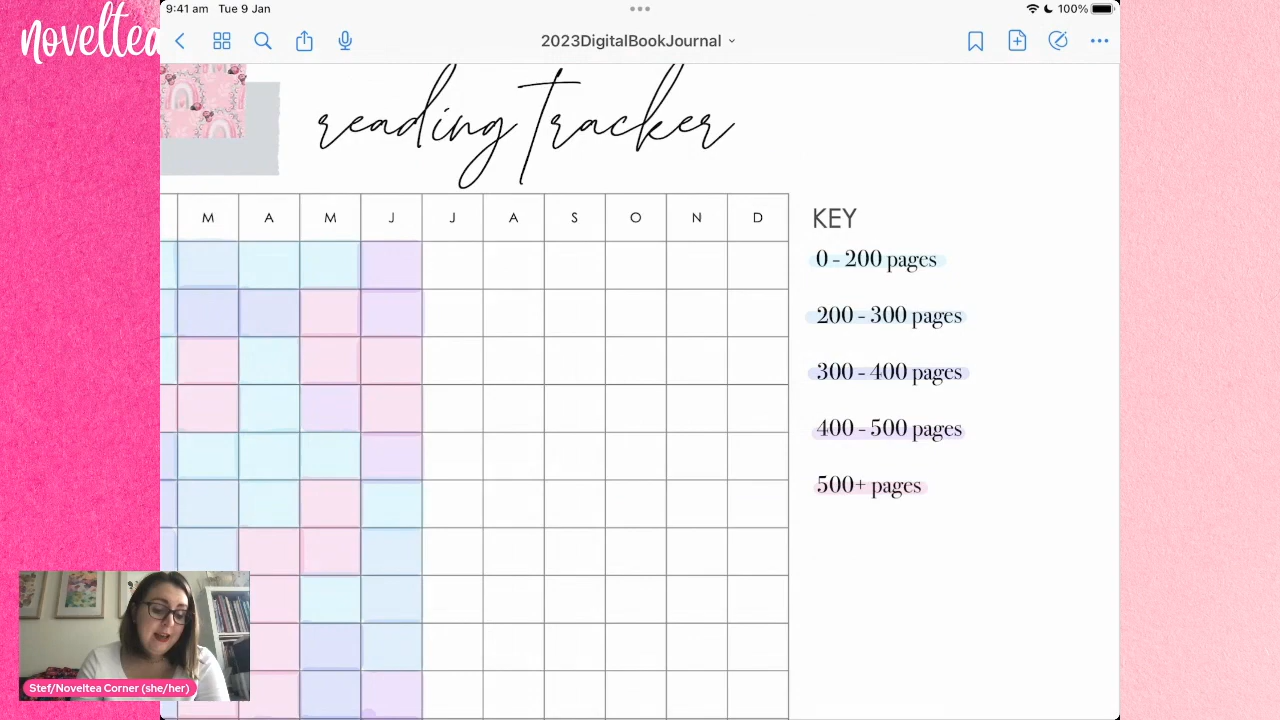 noveltea
9:41 am Tue 9 Jan
100%
2023DigitalBookJournal
reading Tracker
M A M J J A S O N D
KEY
0 - 200 pages
200 - 300 pages
300 - 400 pages
400 - 500 pages
500+ pages
Stef/Noveltea Corner (she/her)